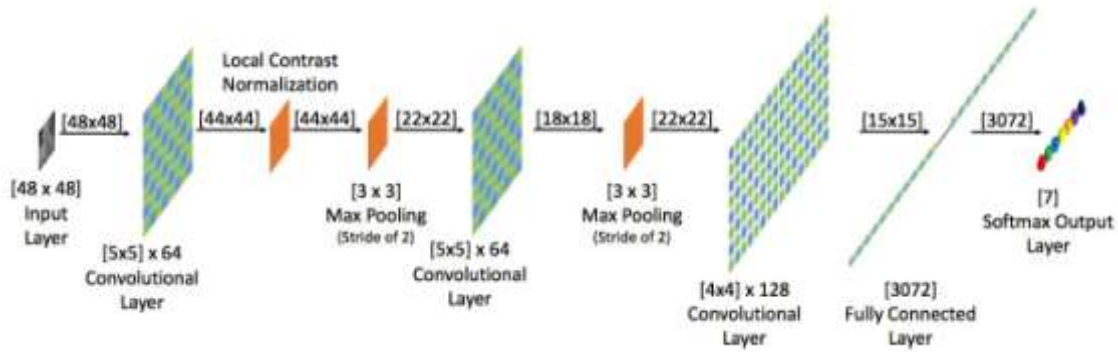 Local Contrast
Normalization
[48x48]
[44x44]
[44x44]
[22x22]
[18x18]
[22x22]
[15x15]
[3072]
[48 x 48]
Input
Layer
[5x5] x 64
Convolutional
Layer
[3 x 3]
Max Pooling
(Stride of 2)
[5x5] x 64
Convolutional
Layer
[3 x 3]
Max Pooling
(Stride of 2)
[4x4] x 128
Convolutional
Layer
[3072]
Fully Connected
Layer
[7]
Softmax Output
Layer